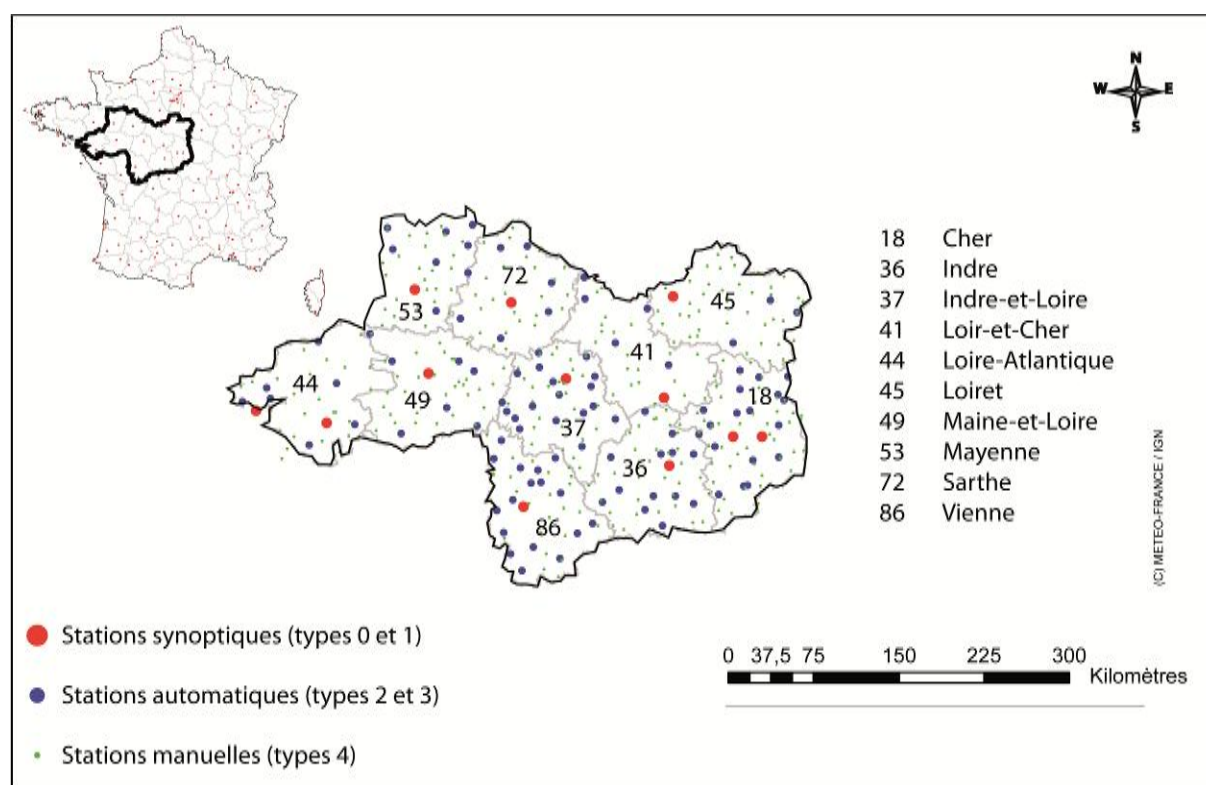 N
W E
S
72
45
53
41
44
18
49
37
36
86
18 Cher
36 Indre
37 Indre-et-Loire
41 Loir-et-Cher
44 Loire-Atlantique
45 Loiret
49 Maine-et-Loire
53 Mayenne
72 Sarthe
86 Vienne
(C) METEO-FRANCE / IGN
Stations synoptiques (types 0 et 1)
Stations automatiques (types 2 et 3)
Stations manuelles (types 4)
0 37,5 75 150 225 300
Kilomètres